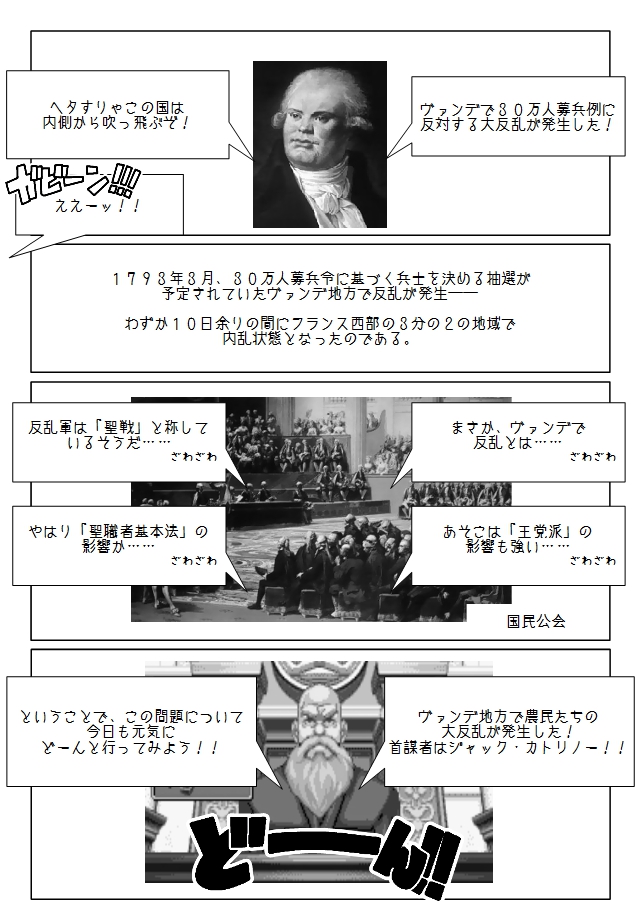 ヴァンデで３０万人募兵例に
反対する大反乱が発生した！
ヘタすりゃこの国は
内側から吹っ飛ぶぞ！
ガビーン!!!
ええーッ！！
１７９３年３月、３０万人募兵令に基づく兵士を決める抽選が
予定されていたヴァンデ地方で反乱が発生――
わずか１０日余りの間にフランス西部の３分の２の地域で
内乱状態となったのである。
まさか、ヴァンデで
反乱とは……
ざわざわ
反乱軍は「聖戦」と称して
いるそうだ……
ざわざわ
あそこは「王党派」の
影響も強い……
ざわざわ
やはり「聖職者基本法」の
影響か……
ざわざわ
国民公会
ヴァンデ地方で農民たちの
大反乱が発生した！
首謀者はジャック・カトリノー！！
ということで、この問題について
今日も元気に
どーんと行ってみよう！！
どーーん!!